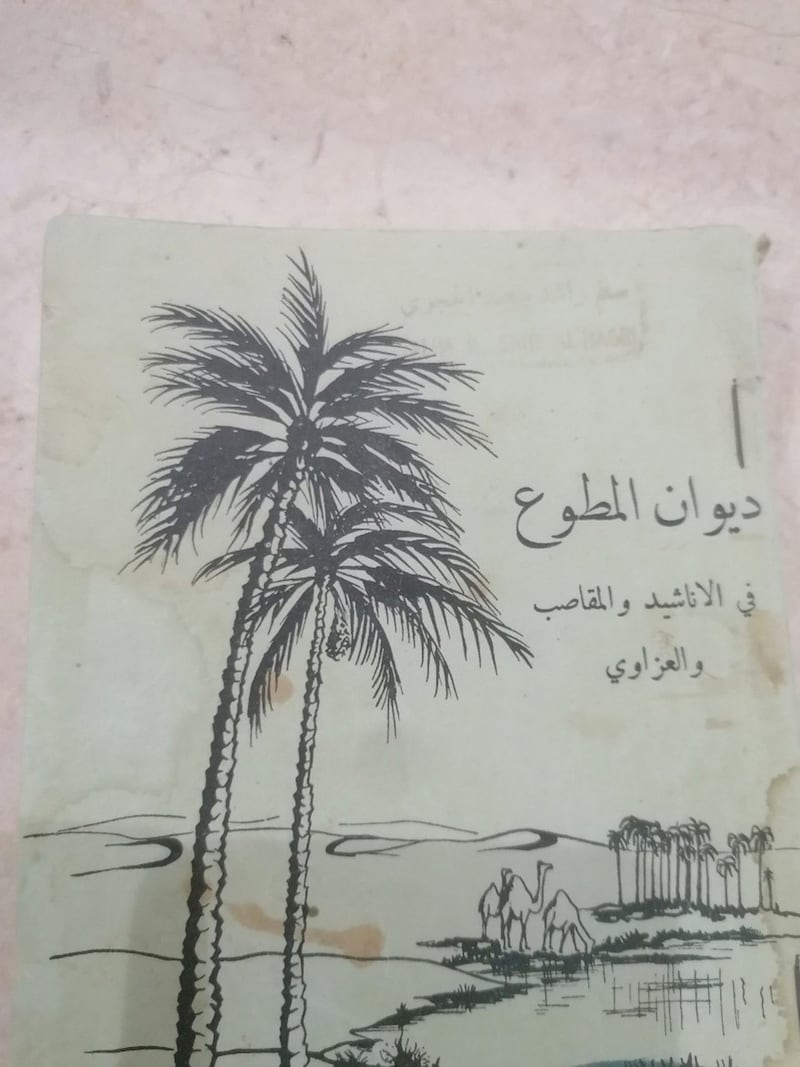 ديوان المطوع
في الاناشيد والمقاصب
والعزاوي